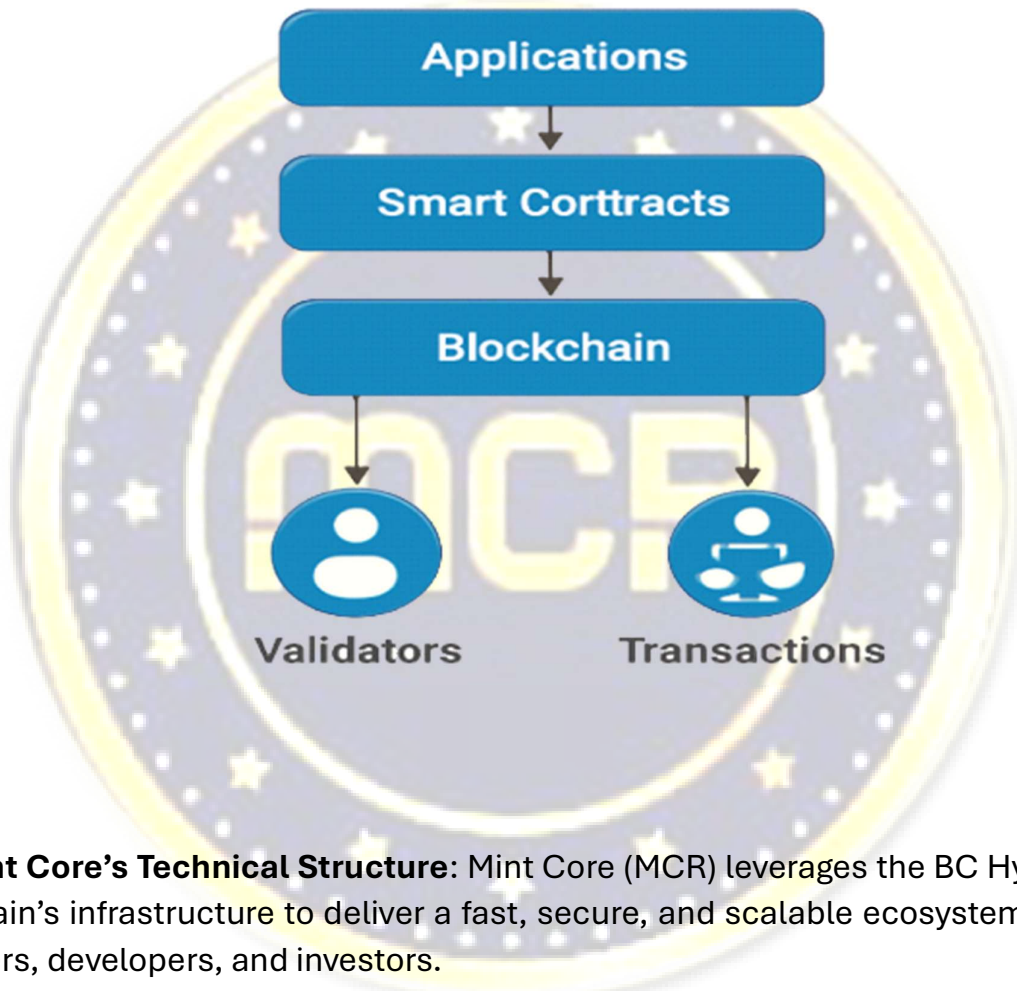 Applications
Smart Corttracts
Blockchain
MCR
Validators
Transactions
nt Core’s Technical Structure: Mint Core (MCR) leverages the BC Hy
ain’s infrastructure to deliver a fast, secure, and scalable ecosystem
rs, developers, and investors.